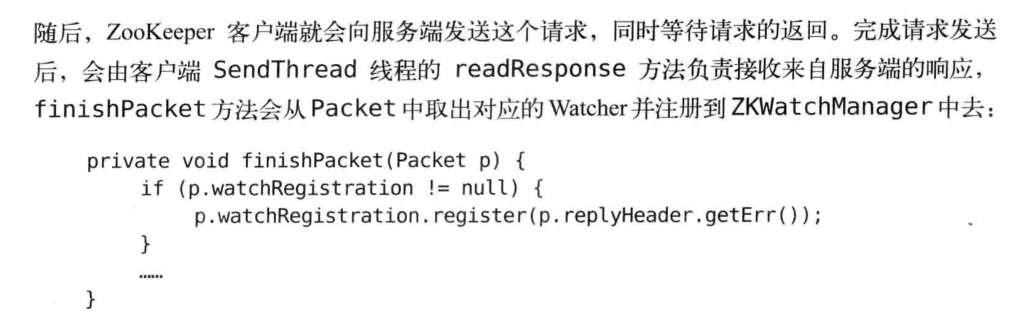 随后，ZooKeeper 客户端就会向服务端发送这个请求，同时等待请求的返回。完成请求发送
后，会由客户端 SendThread 线程的 readResponse 方法负责接收来自服务端的响应，
finishPacket 方法会从 Packet 中取出对应的 Watcher 并注册到 ZKWatchManager 中去：
private void finishPacket(Packet p) {
if (p.watchRegistration != null) {
p.watchRegistration.register(p.replyHeader.getErr());
}
……
}